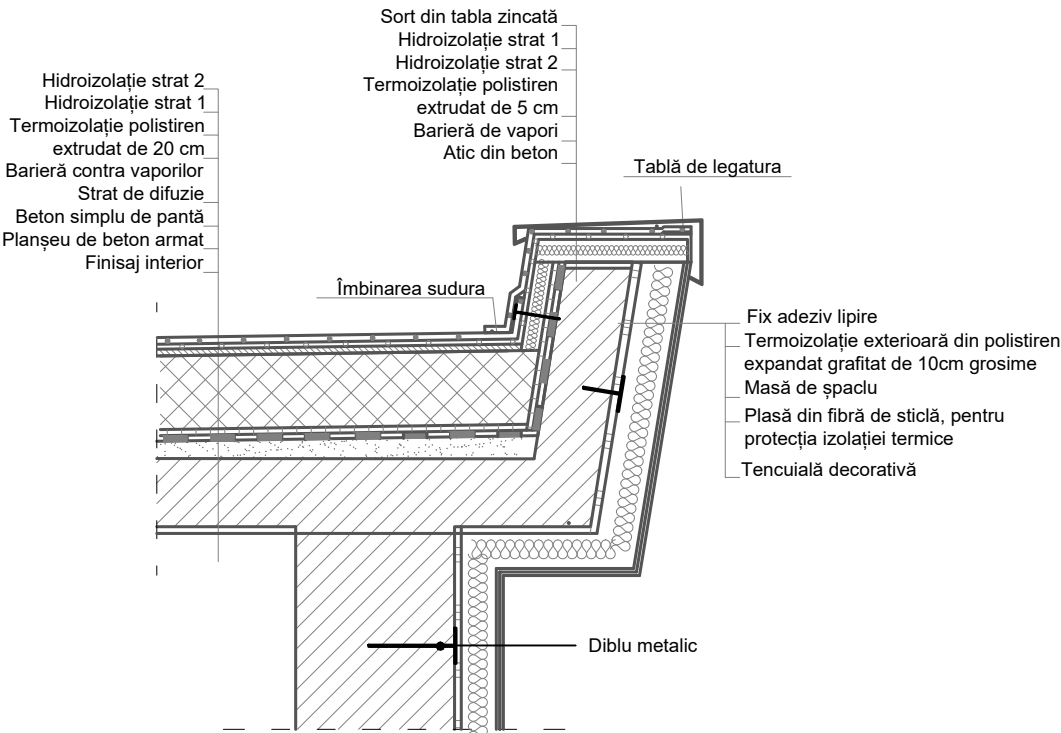 Sort din tabla zincată
Hidroizolație strat 1
Hidroizolație strat 2
Termoizolație polistiren
extrudat de 5 cm
Barieră de vapori
Atic din beton
Hidroizolație strat 2
Hidroizolație strat 1
Termoizolație polistiren
extrudat de 20 cm
Barieră contra vaporilor
Strat de difuzie
Beton simplu de pantă
Planșeu de beton armat
Finisaj interior
Tablă de legatura
Îmbinarea sudura
Fix adeziv lipire
Termoizolație exterioară din polistiren
expandat grafitat de 10cm grosime
Masă de șpaclu
Plasă din fibră de sticlă, pentru
protecția izolației termice
Tencuială decorativă
Diblu metalic